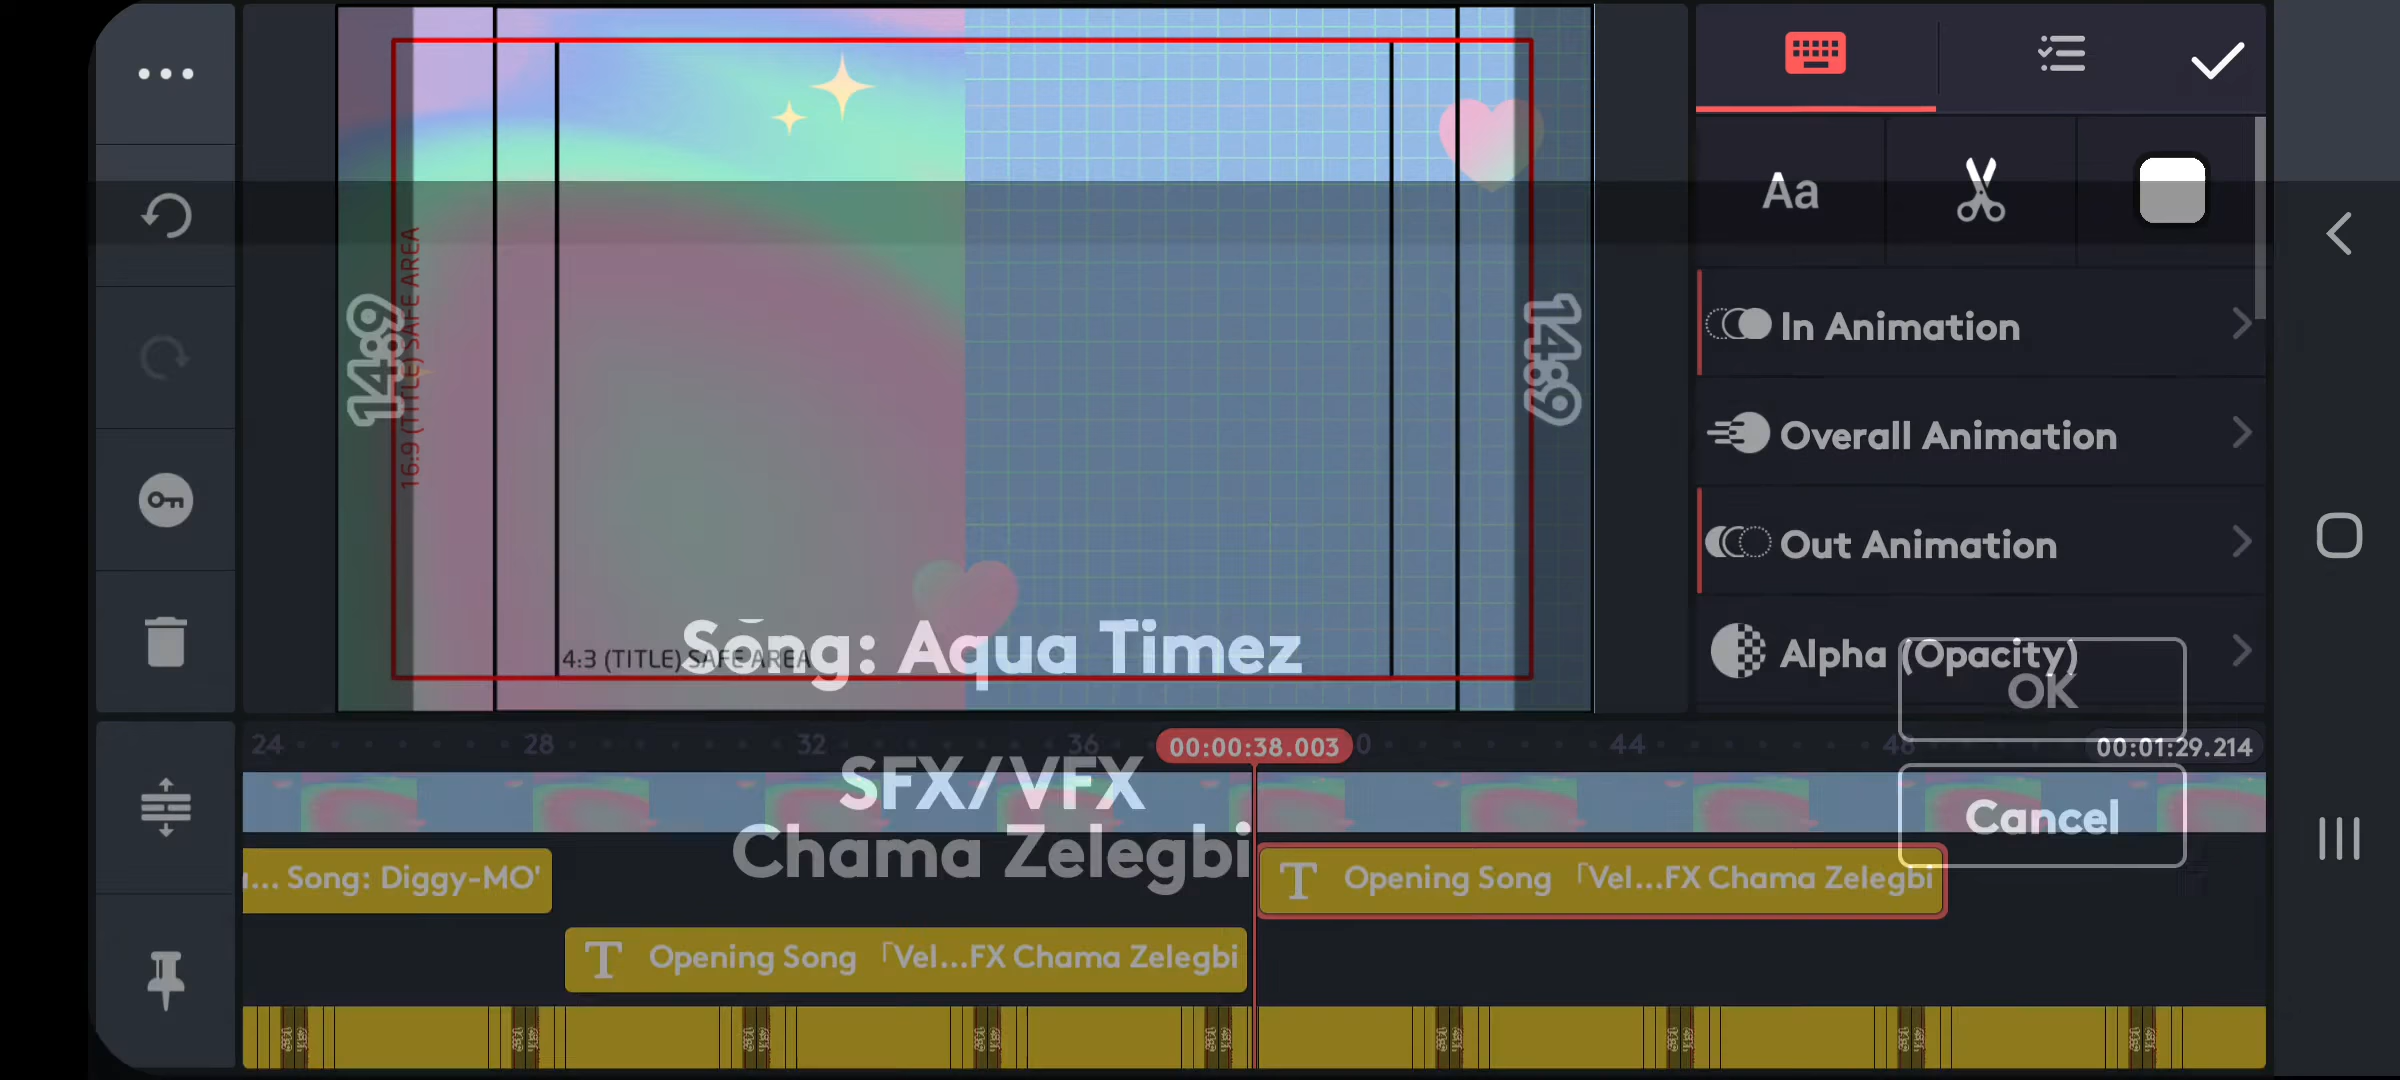 Aa
14:9
16:9 (TITLE) SAFE AREA
14:9
In Animation
Overall Animation
Out Animation
Alpha (Opacity)
4:3 (TITLE) SAFE AREA
Song: Aqua Timez
OK
24
28
32
36
00:00:38.003
0
44
48
00:01:29.214
SFX/VFX
Cancel
Chama Zelegbi
... Song: Diggy-MO'
Opening Song 「Vel...FX Chama Zelegbi
Opening Song 「Vel...FX Chama Zelegbi